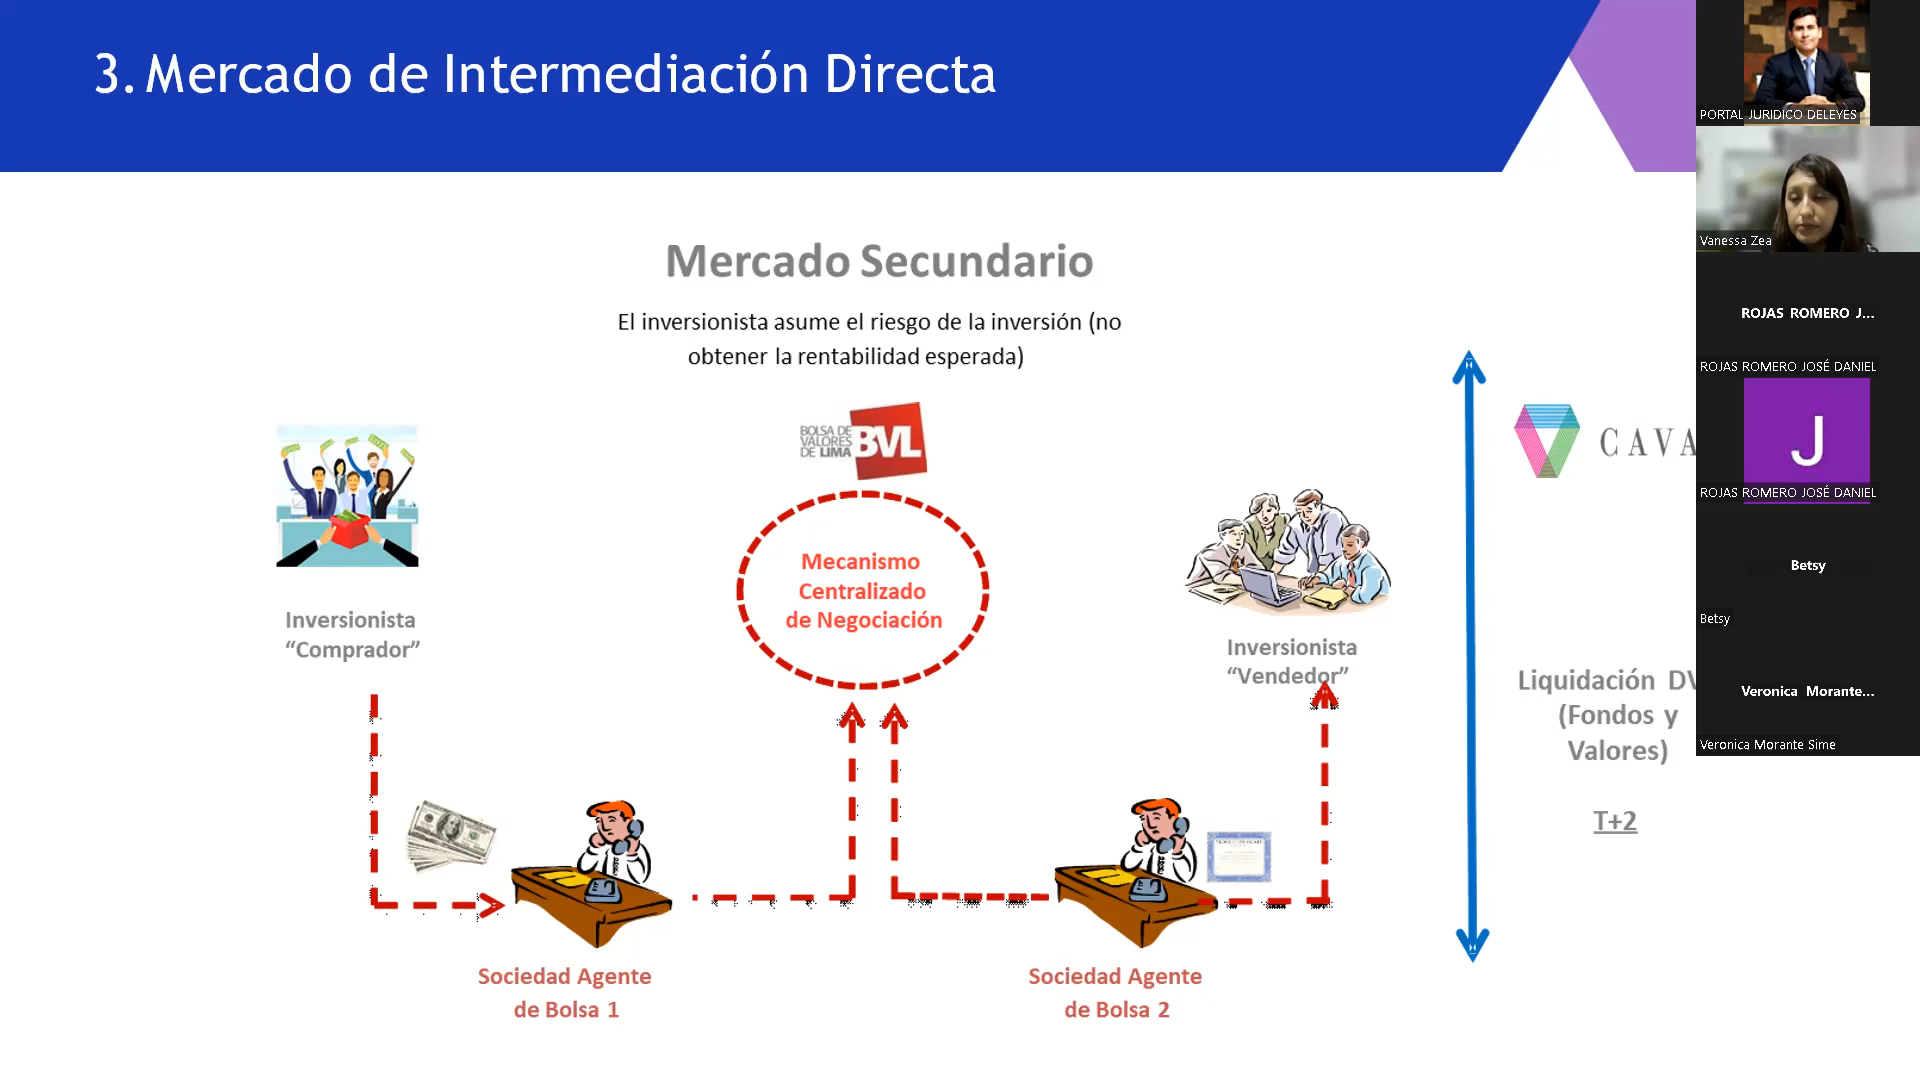 3. Mercado de Intermediación Directa
Mercado Secundario
El inversionista asume el riesgo de la inversión (no
obtener la rentabilidad esperada)
BOLSA DE
VALORES
DE LIMA
BVL
Mecanismo
Centralizado
de Negociación
Inversionista
“Comprador”
Inversionista
“Vendedor”
Sociedad Agente
de Bolsa 1
Sociedad Agente
de Bolsa 2
CAVA
Liquidación DV
(Fondos y
Valores)
T+2
PORTAL JURIDICO DELEYES
Vanessa Zea
ROJAS ROMERO J...
ROJAS ROMERO JOSÉ DANIEL
J
ROJAS ROMERO JOSÉ DANIEL
Betsy
Betsy
Veronica Morante...
Veronica Morante Sime